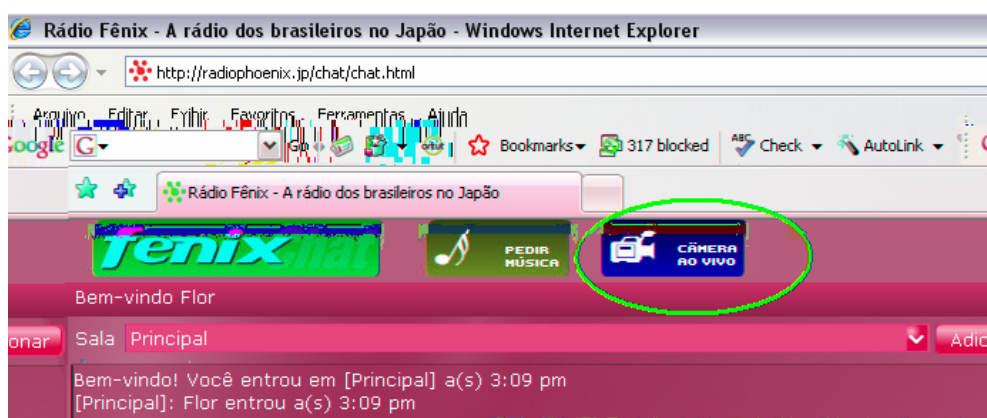 Rádio Fênix - A rádio dos brasileiros no Japão - Windows Internet Explorer
http://radiophoenix.jp/chat/chat.html
Arquivo Editar Exibir Favoritos Ferramentas Ajuda
oogle G Go orkut Bookmarks 317 blocked ABC Check AutoLink
Rádio Fênix - A rádio dos brasileiros no Japão
fenix PEDIR MÚSICA CÂMERA AO VIVO
Bem-vindo Flor
onar Sala Principal Adic
Bem-vindo! Você entrou em [Principal] a(s) 3:09 pm
[Principal]: Flor entrou a(s) 3:09 pm